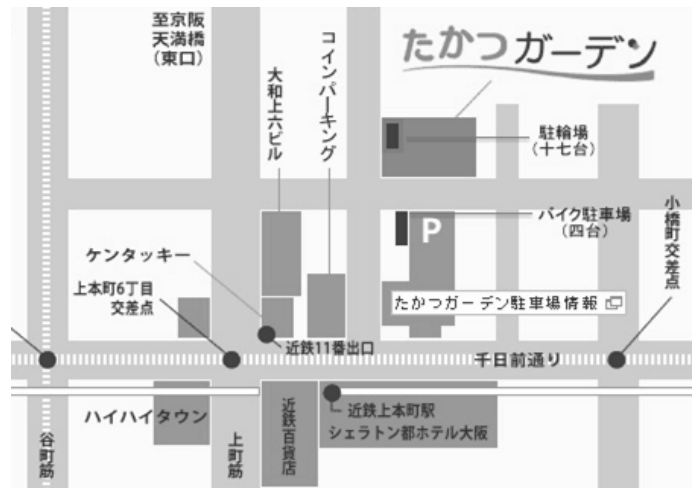 至京阪
天満橋
(東口)
大和上六ビル
コインパーキング
たかつガーデン
駐輪場
(十七台)
バイク駐車場
(四台)
小橋町交差点
P
ケンタッキー
上本町6丁目
交差点
たかつガーデン駐車場情報
近鉄11番出口
千日前通り
ハイハイタウン
谷町筋
上町筋
近鉄百貨店
近鉄上本町駅
シェラトン都ホテル大阪